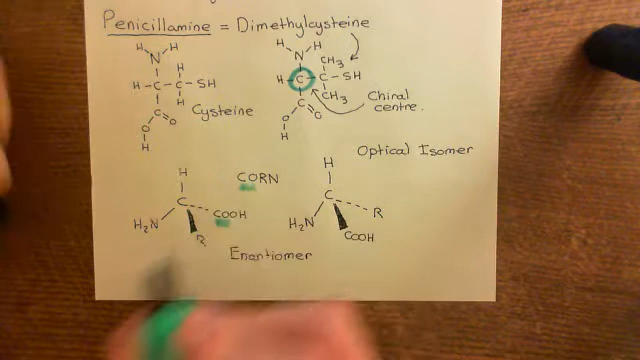 Penicillamine = Dimethylcysteine
H H
N
H
H - C - C - SH
H
C
O O
H
Cysteine
H H
N
CH3
H - C - C - SH
CH3
C
O O
H
Chiral centre.
Optical Isomer
CORN
H
C
H2N COOH
R
H
C
H2N R
COOH
Enantiomer